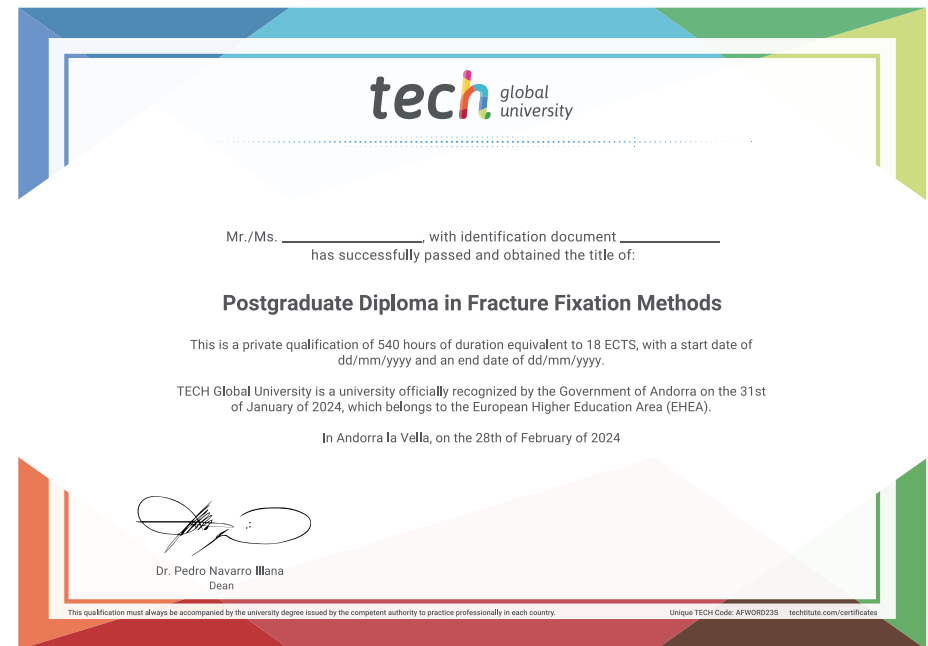 tech global
university
Mr./Ms. ____________, with identification document ____________
has successfully passed and obtained the title of:
Postgraduate Diploma in Fracture Fixation Methods
This is a private qualification of 540 hours of duration equivalent to 18 ECTS, with a start date of
dd/mm/yyyy and an end date of dd/mm/yyyy.
TECH Global University is a university officially recognized by the Government of Andorra on the 31st
of January of 2024, which belongs to the European Higher Education Area (EHEA).
In Andorra la Vella, on the 28th of February of 2024
Dr. Pedro Navarro Illana
Dean
This qualification must always be accompanied by the university degree issued by the competent authority to practice professionally in each country.
Unique TECH Code: AFWORD23S techtitute.com/certificates